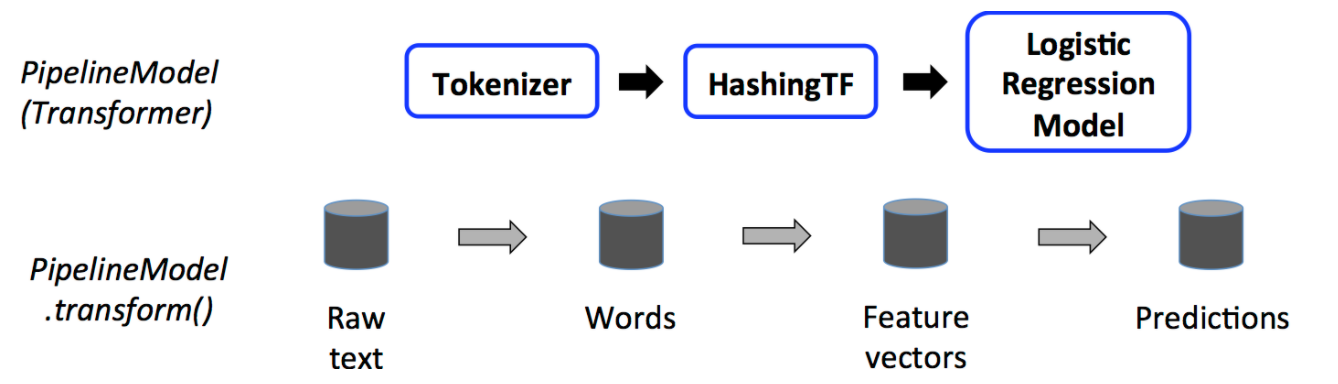 PipelineModel
(Transformer)
Tokenizer
HashingTF
Logistic
Regression
Model
PipelineModel
.transform()
Raw
text
Words
Feature
vectors
Predictions